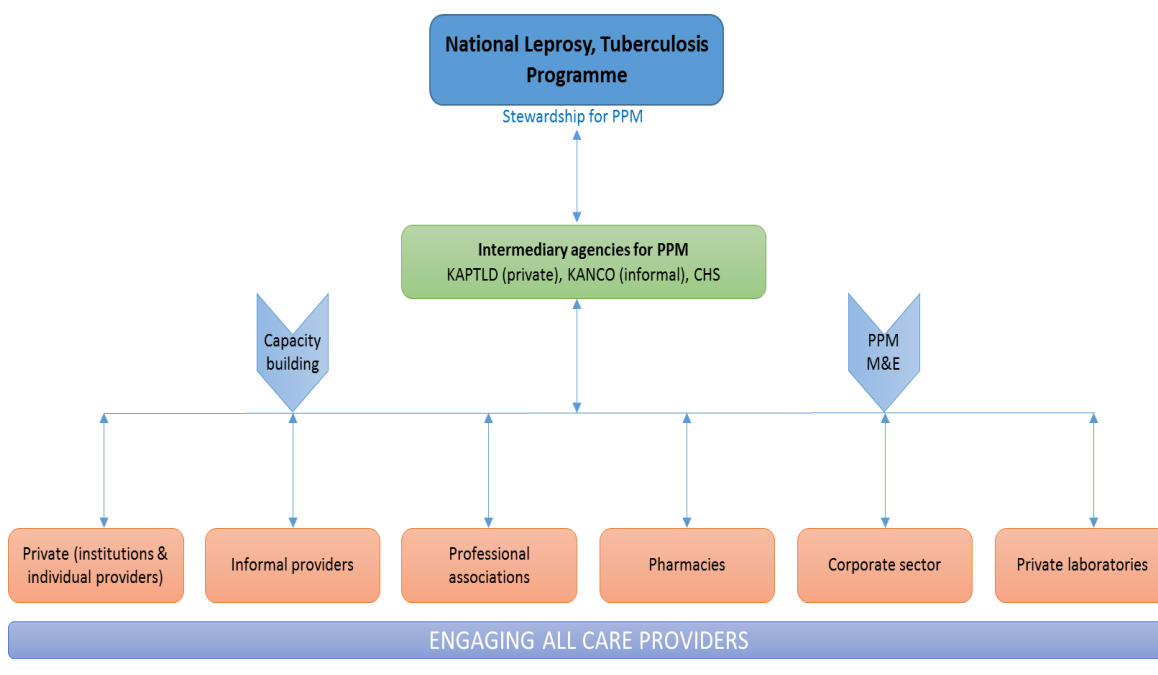 National Leprosy, Tuberculosis
Programme
Stewardship for PPM
Intermediary agencies for PPM
KAPTLD (private), KANCO (informal), CHS
Capacity
building
PPM
M&E
Private (institutions &
individual providers)
Informal providers
Professional
associations
Pharmacies
Corporate sector
Private laboratories
ENGAGING ALL CARE PROVIDERS